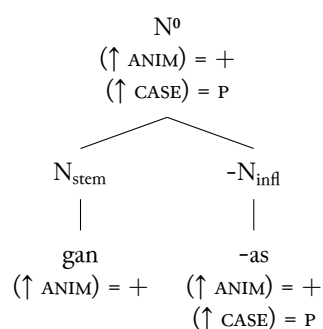 N⁰
(↑ ANIM) = +
(↑ CASE) = P
N_stem -N_infl
gan -as
(↑ ANIM) = + (↑ ANIM) = +
(↑ CASE) = P